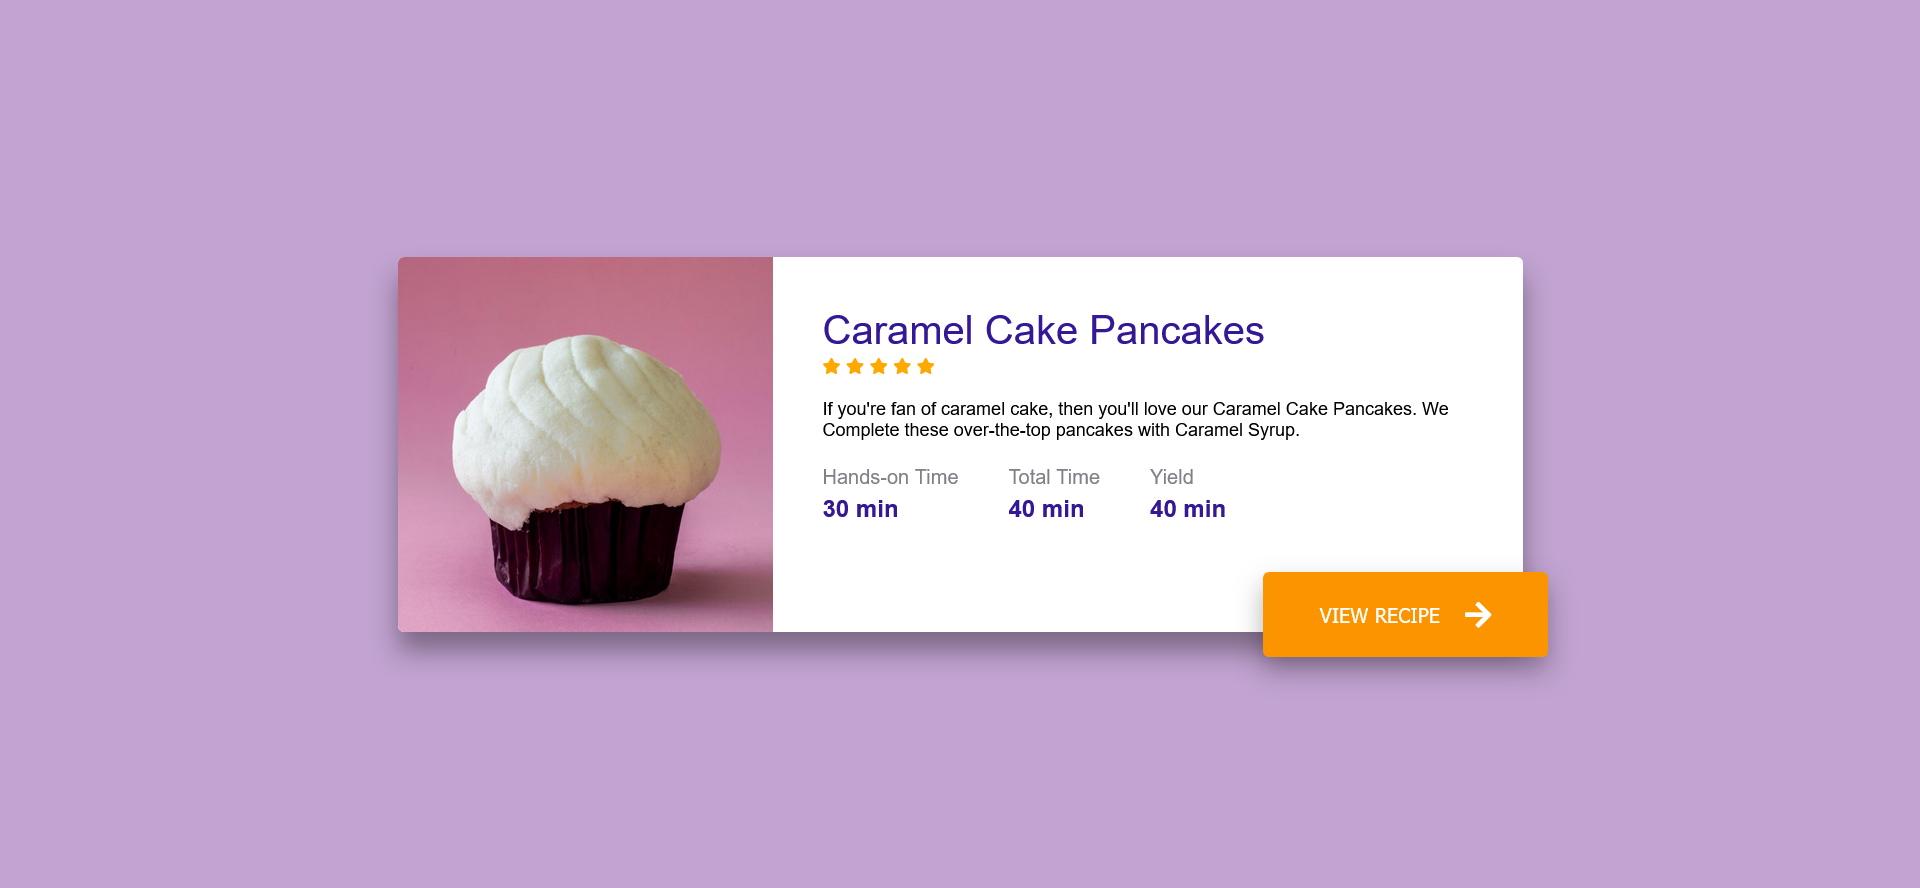 Caramel Cake Pancakes
If you're fan of caramel cake, then you'll love our Caramel Cake Pancakes. We
Complete these over-the-top pancakes with Caramel Syrup.
Hands-on Time Total Time Yield
30 min 40 min 40 min
VIEW RECIPE